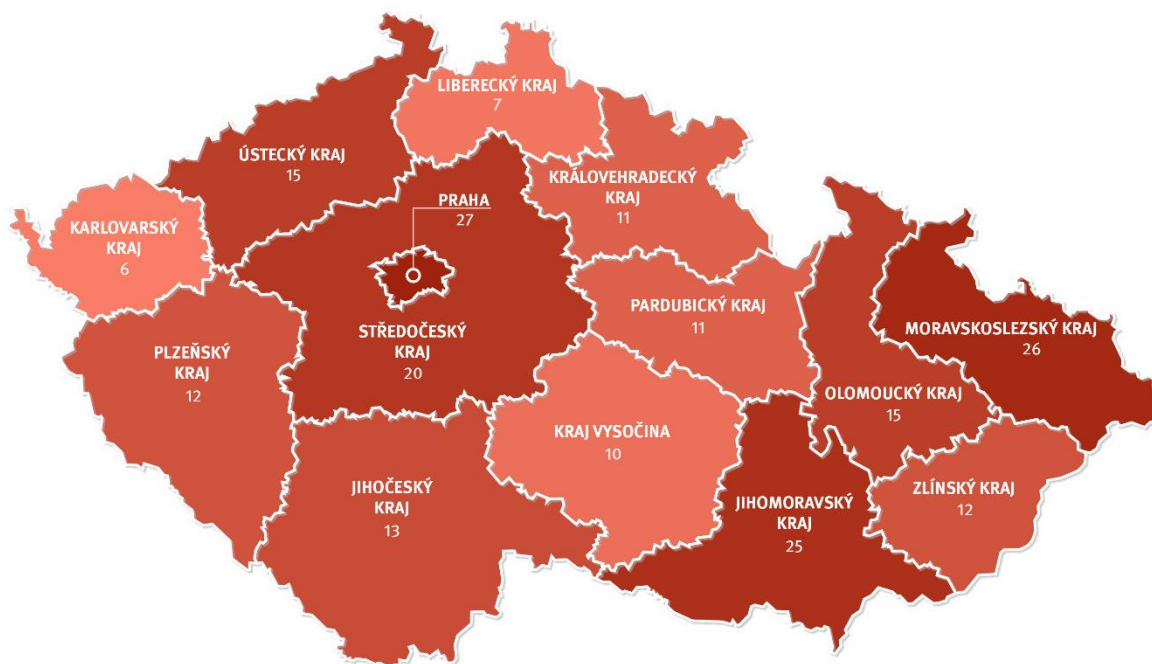 LIBERECKÝ KRAJ
7
ÚSTECKÝ KRAJ
15
KRÁLOVEHRADECKÝ
KRAJ
11
PRAHA
27
KARLOVARSKÝ
KRAJ
6
PARDUBICKÝ KRAJ
11
MORAVSKOSLEZSKÝ KRAJ
26
STŘEDOČESKÝ
KRAJ
20
PLZEŇSKÝ
KRAJ
12
OLOMOUCKÝ KRAJ
15
KRAJ VYSOČINA
10
JIHOČESKÝ
KRAJ
13
ZLÍNSKÝ KRAJ
12
JIHOMORAVSKÝ
KRAJ
25